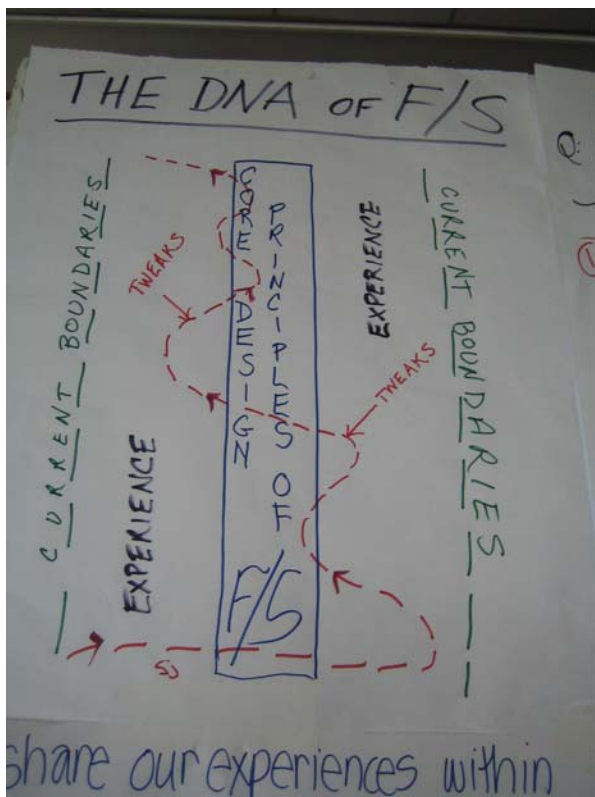 THE DNA OF F/S
CURRENT BOUNDARIES
EXPERIENCE
TWEAKS
CORE DESIGN
PRINCIPLES OF
F/S
EXPERIENCE
TWEAKS
CURRENT BOUNDARIES
share our experiences within